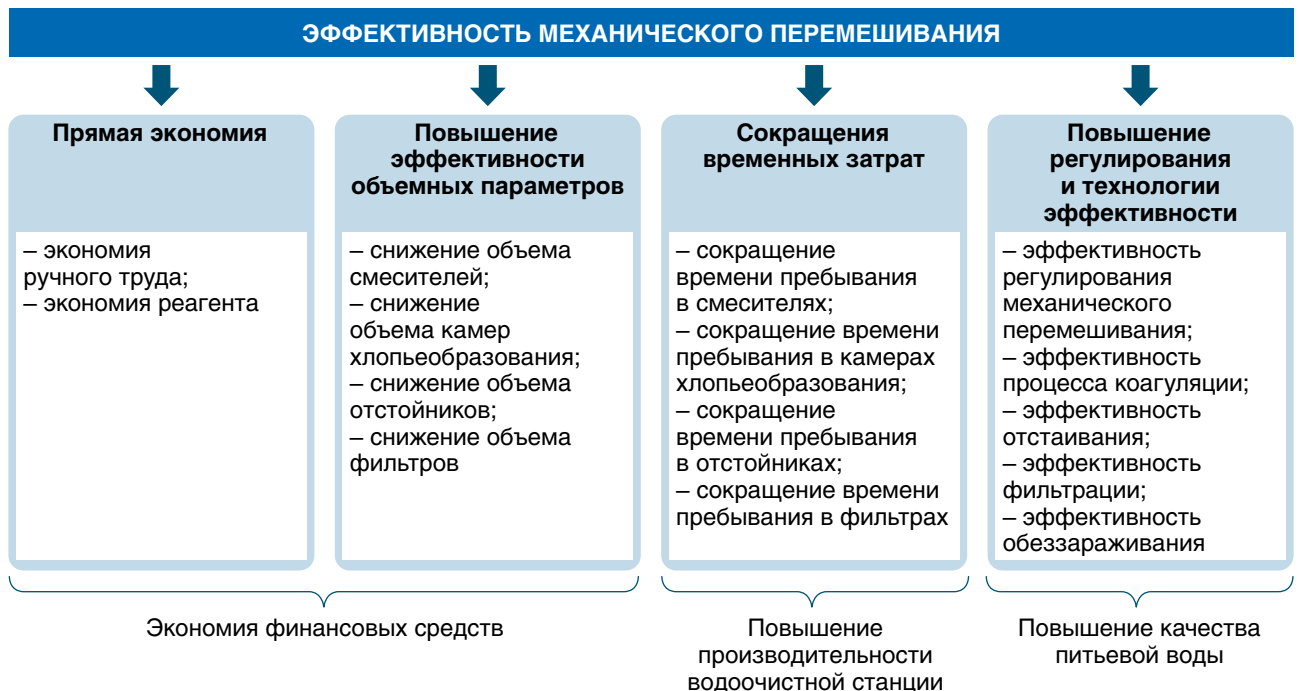 ЭФФЕКТИВНОСТЬ МЕХАНИЧЕСКОГО ПЕРЕМЕШИВАНИЯ
Прямая экономия
– экономия
ручного труда;
– экономия реагента
Повышение
эффективности
объемных параметров
– снижение объема
смесителей;
– снижение
объема камер
хлопьеобразования;
– снижение объема
отстойников;
– снижение объема
фильтров
Сокращения
временных затрат
– сокращение
времени пребывания
в смесителях;
– сокращение времени
пребывания в камерах
хлопьеобразования;
– сокращение
времени пребывания
в отстойниках;
– сокращение времени
пребывания в фильтрах
Повышение
регулирования
и технологии
эффективности
– эффективность
регулирования
механического
перемешивания;
– эффективность
процесса коагуляции;
– эффективность
отстаивания;
– эффективность
фильтрации;
– эффективность
обеззараживания
Экономия финансовых средств
Повышение
производительности
водоочистной станции
Повышение качества
питьевой воды